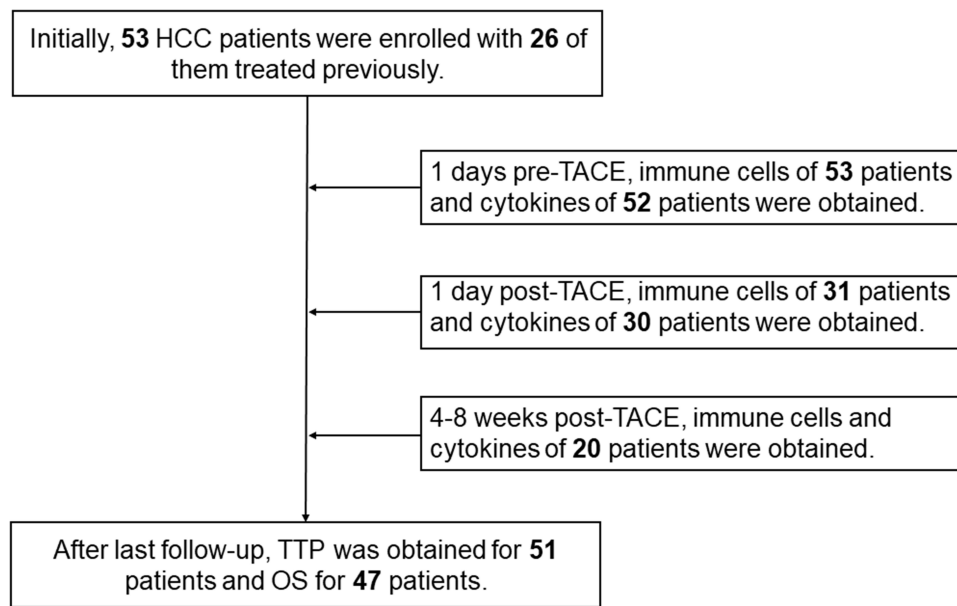 Initially, 53 HCC patients were enrolled with 26 of
them treated previously.
1 days pre-TACE, immune cells of 53 patients
and cytokines of 52 patients were obtained.
1 day post-TACE, immune cells of 31 patients
and cytokines of 30 patients were obtained.
4-8 weeks post-TACE, immune cells and
cytokines of 20 patients were obtained.
After last follow-up, TTP was obtained for 51
patients and OS for 47 patients.